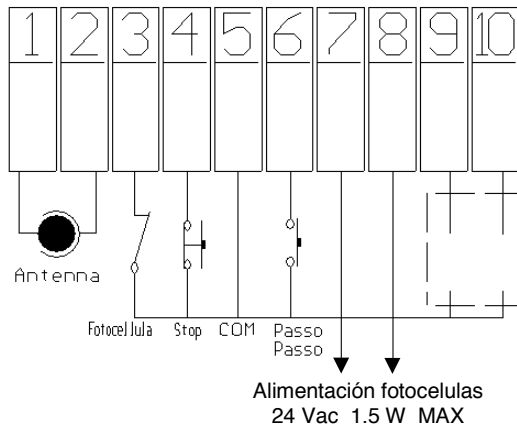 1 2 3 4 5 6 7 8 9 10
Antenna
Fotocellula Stop COM Passo
Passo
Alimentación fotocelulas
24 Vac 1.5 W MAX